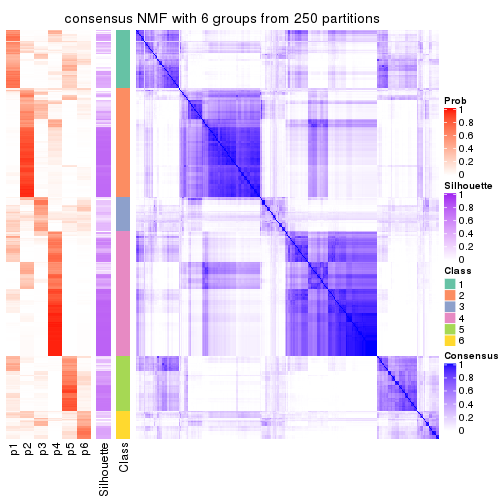 consensus NMF with 6 groups from 250 partitions
Prob
1
0.8
0.6
0.4
0.2
0
Silhouette
1
0.8
0.6
0.4
0.2
0
Class
1
2
3
4
5
6
Consensus
1
0.8
0.6
0.4
0.2
0
p1
p2
p3
p4
p5
p6
Silhouette
Class